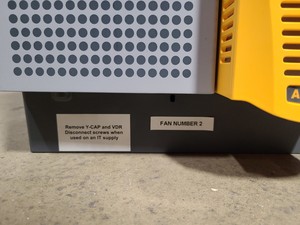 Remove Y-CAP and VDR
Disconnect screws when
used on an IT supply
FAN NUMBER 2
A